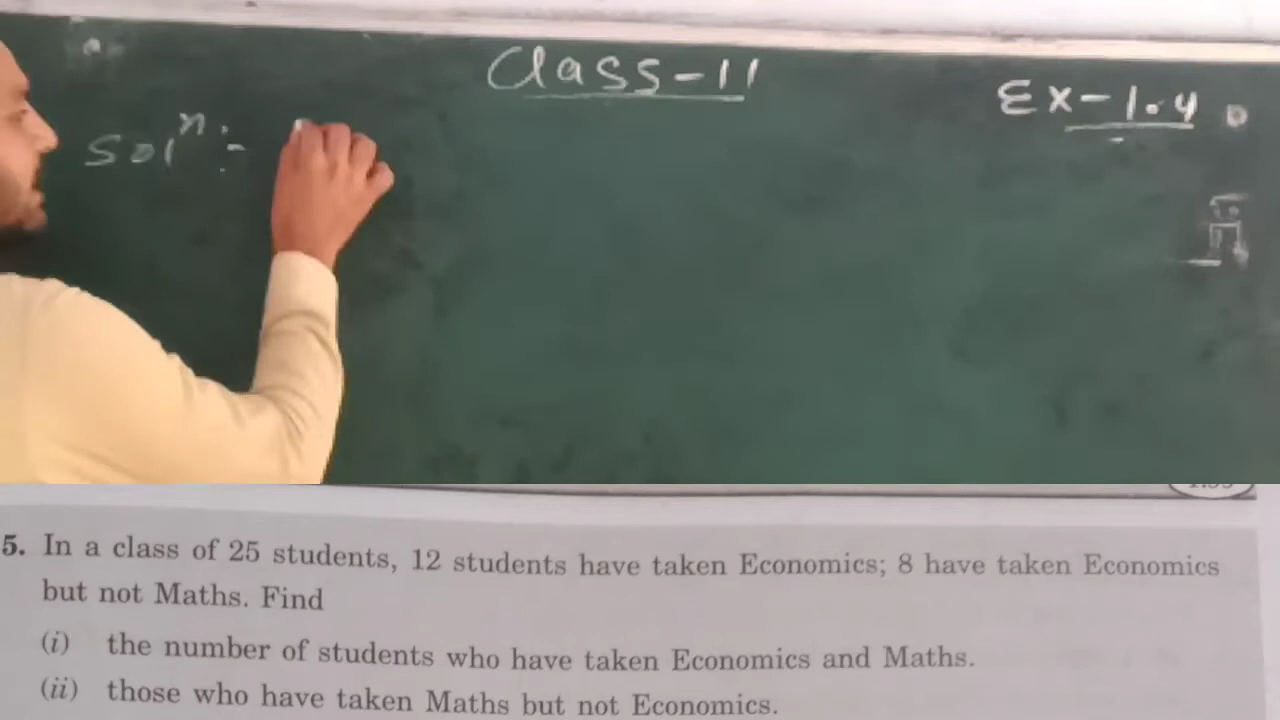 Class-11
Ex-1.4
Solⁿ:-
5. In a class of 25 students, 12 students have taken Economics; 8 have taken Economics
but not Maths. Find
(i) the number of students who have taken Economics and Maths.
(ii) those who have taken Maths but not Economics.